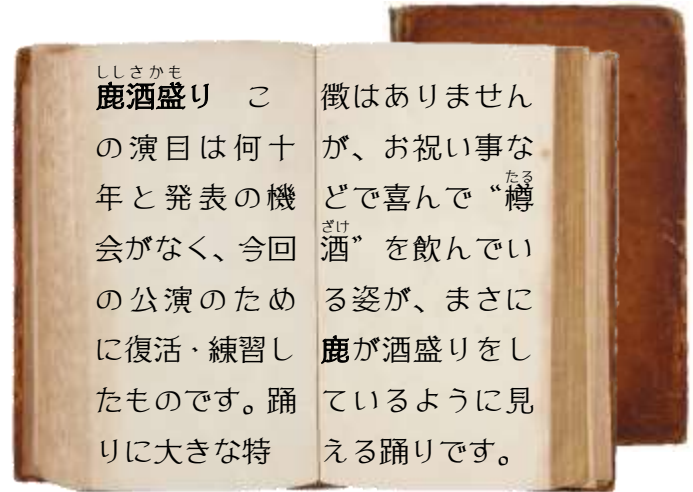 ししさかも
鹿酒盛り　こ
の演目は何十
年と発表の機
会がなく、今回
の公演のため
に復活・練習し
たものです。踊
りに大きな特
徴はありません
が、お祝い事な
たる
どで喜んで“樽
ざけ
酒”を飲んでい
る姿が、まさに
鹿が酒盛りをし
ているように見
える踊りです。